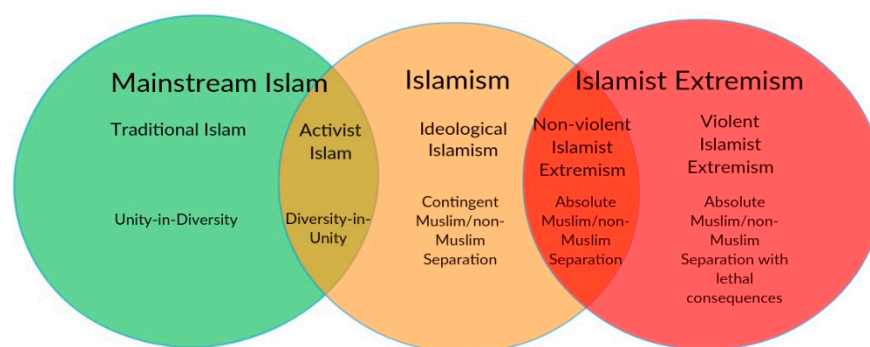 Mainstream Islam
Islamism
Islamist Extremism
Traditional Islam
Activist
Islam
Ideological
Islamism
Non-violent
Islamist
Extremism
Violent
Islamist
Extremism
Unity-in-Diversity
Diversity-in-
Unity
Contingent
Muslim/non-
Muslim
Separation
Absolute
Muslim/non-
Muslim
Separation
Absolute
Muslim/non-
Muslim
Separation with
lethal
consequences